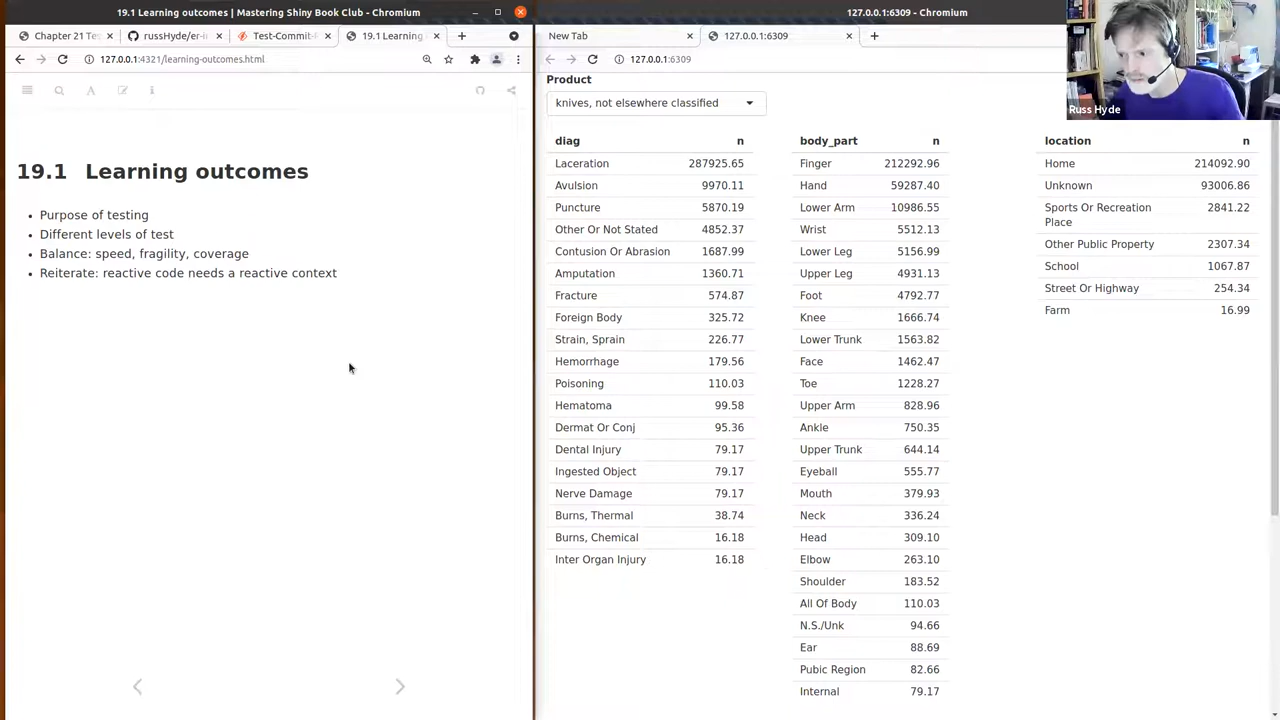 19.1 Learning outcomes | Mastering Shiny Book Club - Chromium
127.0.0.1:6309 - Chromium
Chapter 21 Te
russHyde/er-i
Test-Commit-
19.1 Learning
New Tab
127.0.0.1:6309
127.0.0.1:4321/learning-outcomes.html
127.0.0.1:6309
19.1 Learning outcomes
• Purpose of testing
• Different levels of test
• Balance: speed, fragility, coverage
• Reiterate: reactive code needs a reactive context
Product
knives, not elsewhere classified
diag n
Laceration 287925.65
Avulsion 9970.11
Puncture 5870.19
Other Or Not Stated 4852.37
Contusion Or Abrasion 1687.99
Amputation 1360.71
Fracture 574.87
Foreign Body 325.72
Strain, Sprain 226.77
Hemorrhage 179.56
Poisoning 110.03
Hematoma 99.58
Dermat Or Conj 95.36
Dental Injury 79.17
Ingested Object 79.17
Nerve Damage 79.17
Burns, Thermal 38.74
Burns, Chemical 16.18
Inter Organ Injury 16.18
body_part n
Finger 212292.96
Hand 59287.40
Lower Arm 10986.55
Wrist 5512.13
Lower Leg 5156.99
Upper Leg 4931.13
Foot 4792.77
Knee 1666.74
Lower Trunk 1563.82
Face 1462.47
Toe 1228.27
Upper Arm 828.96
Ankle 750.35
Upper Trunk 644.14
Eyeball 555.77
Mouth 379.93
Neck 336.24
Head 309.10
Elbow 263.10
Shoulder 183.52
All Of Body 110.03
N.S./Unk 94.66
Ear 88.69
Pubic Region 82.66
Internal 79.17
location n
Home 214092.90
Unknown 93006.86
Sports Or Recreation 2841.22
Place
Other Public Property 2307.34
School 1067.87
Street Or Highway 254.34
Farm 16.99
Russ Hyde